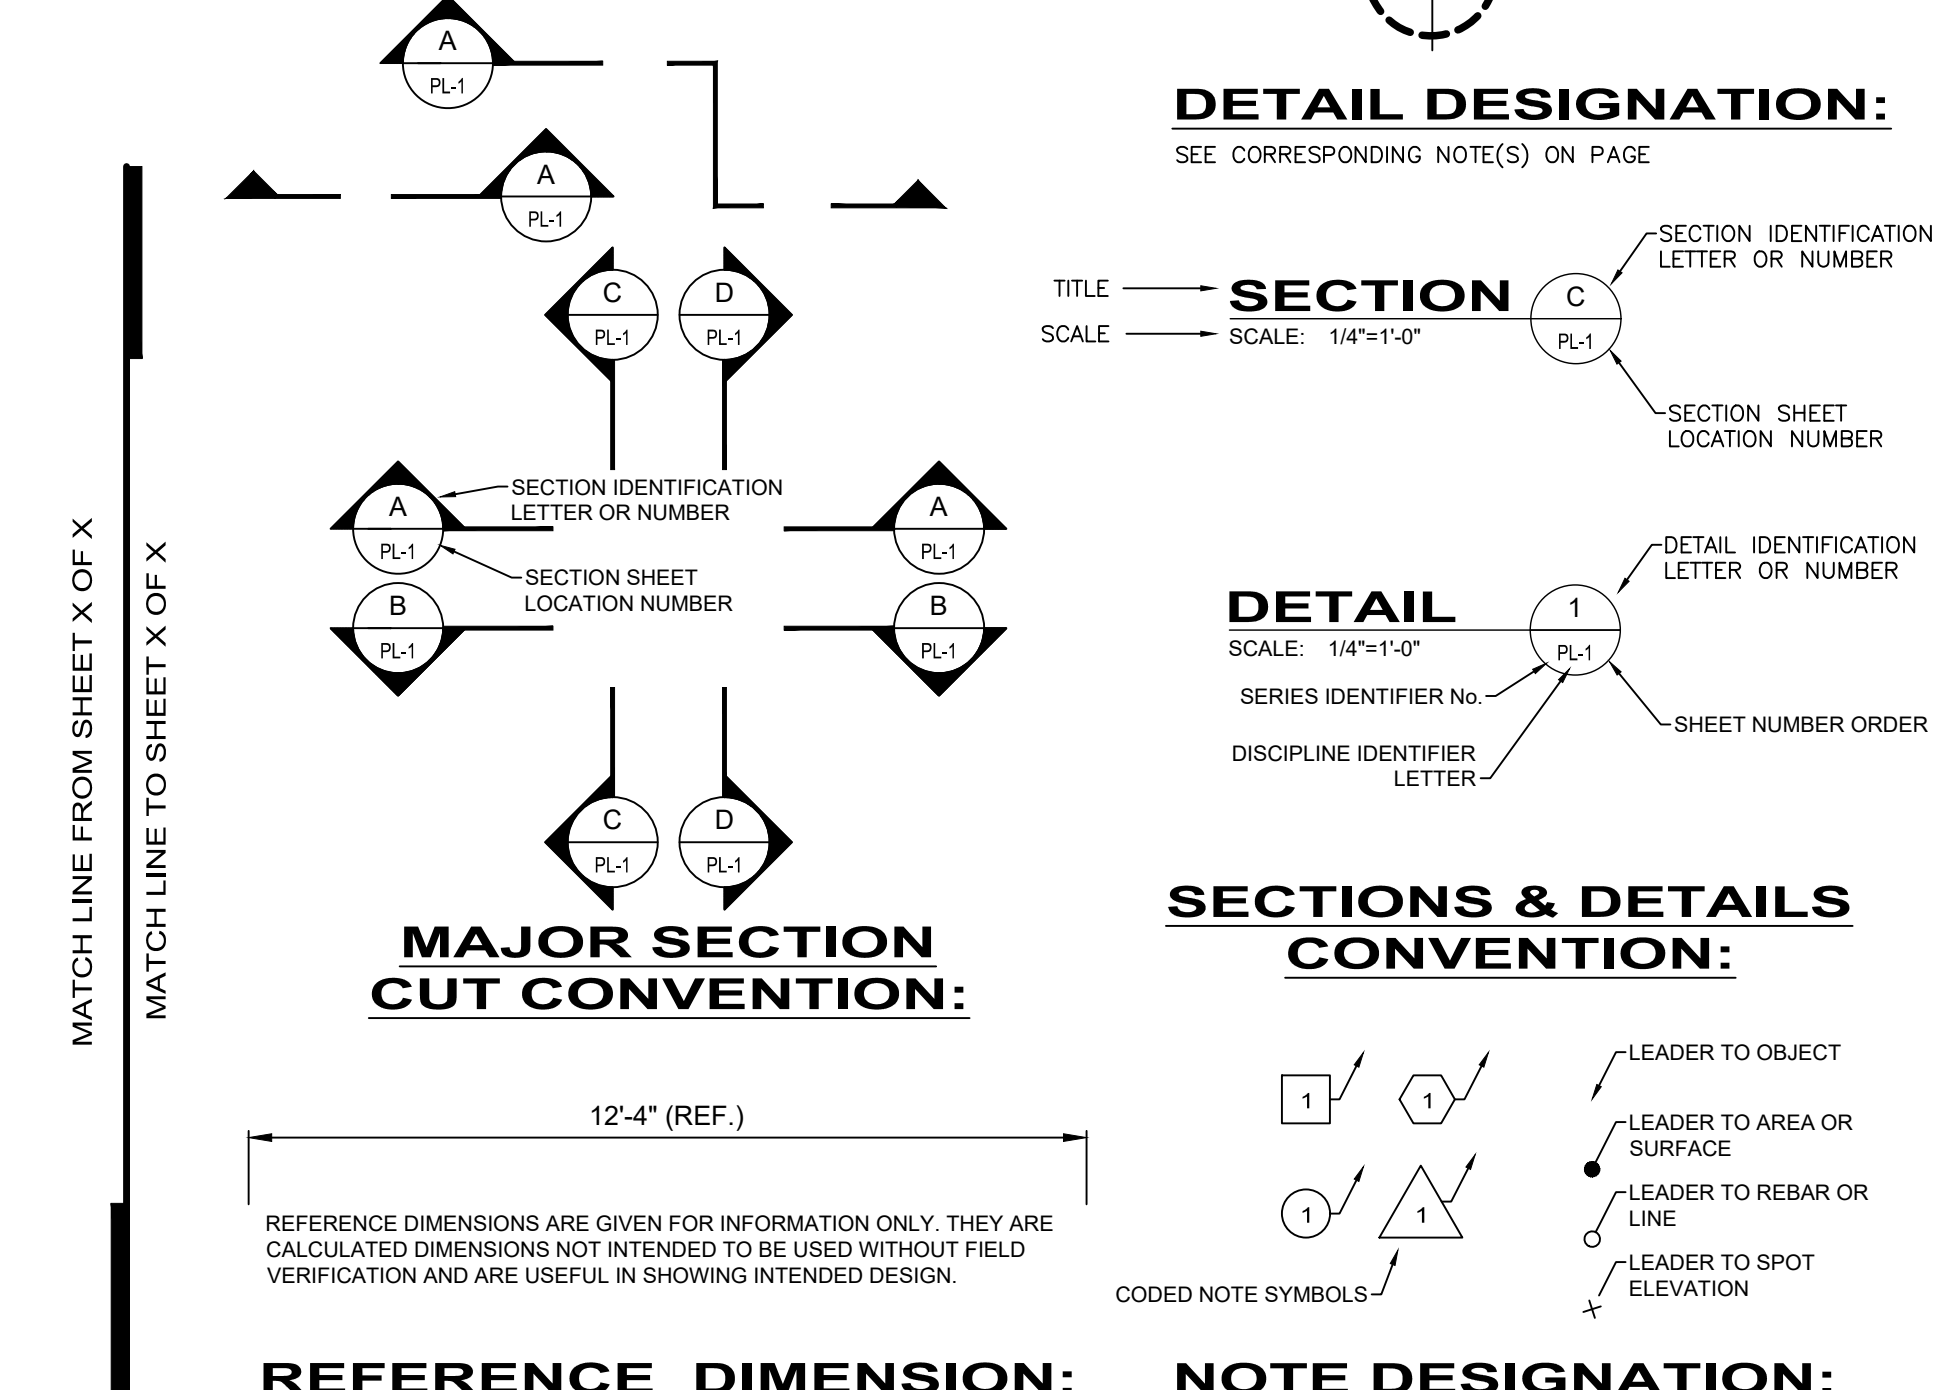 MATCH LINE FROM SHEET X OF X
MATCH LINE TO SHEET X OF X
A
PL-1
A
PL-1
C
PL-1
D
PL-1
A
PL-1
SECTION IDENTIFICATION
LETTER OR NUMBER
A
PL-1
SECTION SHEET
LOCATION NUMBER
B
PL-1
B
PL-1
C
PL-1
D
PL-1
MAJOR SECTION
CUT CONVENTION:
12'-4" (REF.)
REFERENCE DIMENSIONS ARE GIVEN FOR INFORMATION ONLY. THEY ARE
CALCULATED DIMENSIONS NOT INTENDED TO BE USED WITHOUT FIELD
VERIFICATION AND ARE USEFUL IN SHOWING INTENDED DESIGN.
REFERENCE DIMENSION:
DETAIL DESIGNATION:
SEE CORRESPONDING NOTE(S) ON PAGE
SECTION IDENTIFICATION
LETTER OR NUMBER
TITLE
SECTION
C
SCALE
SCALE: 1/4"=1'-0"
PL-1
SECTION SHEET
LOCATION NUMBER
DETAIL IDENTIFICATION
LETTER OR NUMBER
DETAIL
1
SCALE: 1/4"=1'-0"
PL-1
SERIES IDENTIFIER No.
SHEET NUMBER ORDER
DISCIPLINE IDENTIFIER
LETTER
SECTIONS & DETAILS
CONVENTION:
1
1
1
1
CODED NOTE SYMBOLS
LEADER TO OBJECT
LEADER TO AREA OR
SURFACE
LEADER TO REBAR OR
LINE
LEADER TO SPOT
ELEVATION
NOTE DESIGNATION: